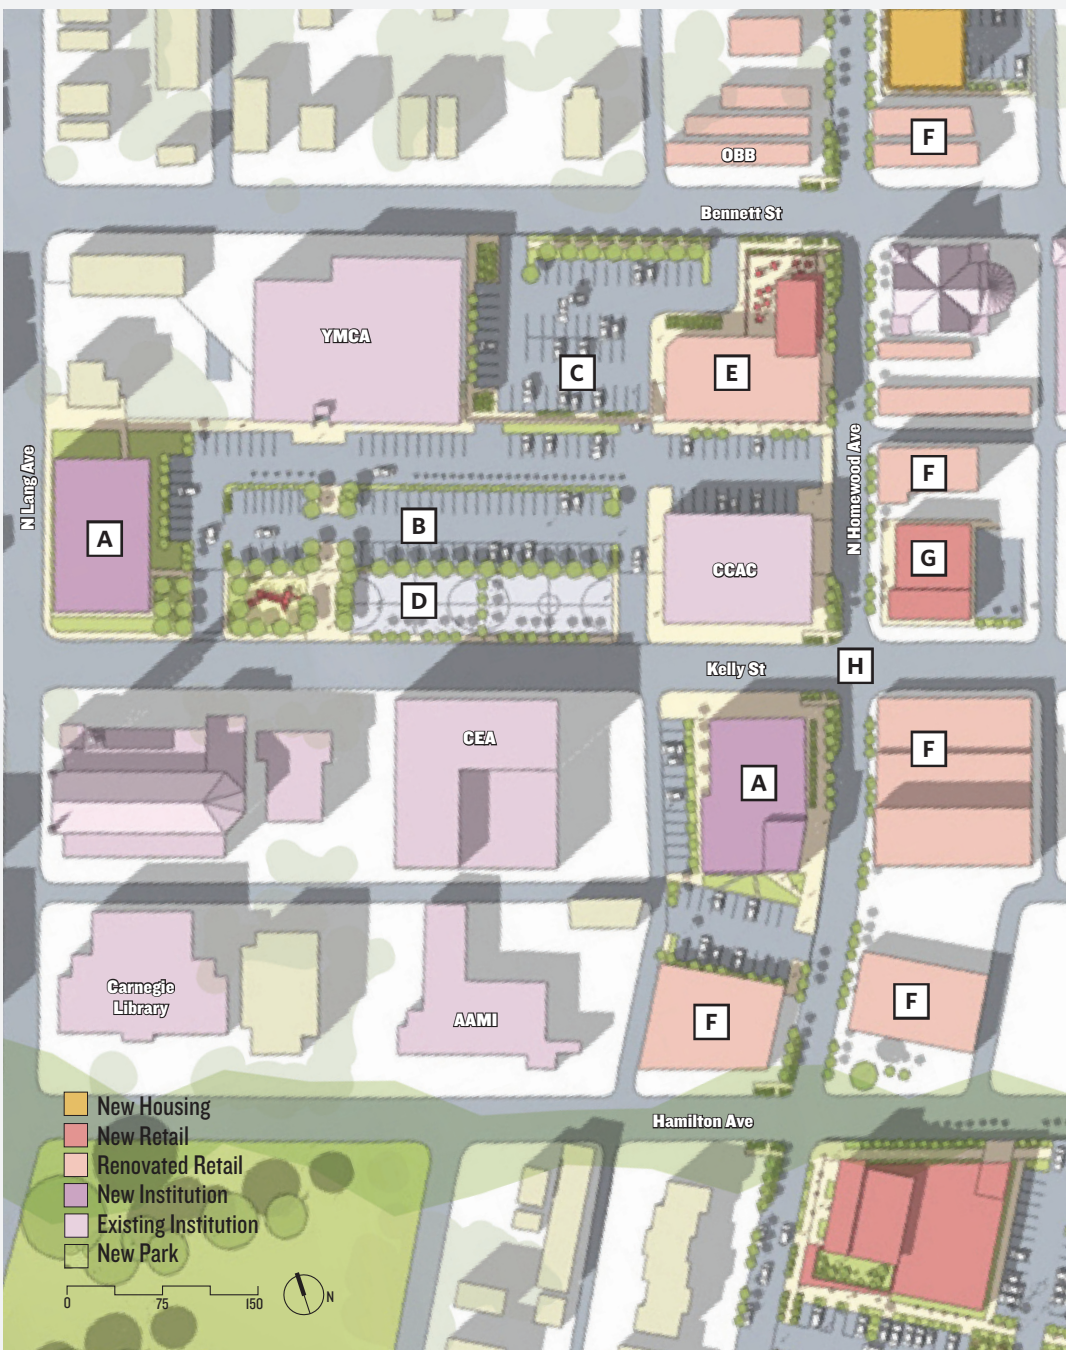 F
OBB
Bennett St
YMCA
C
E
N Lang Ave
N Homewood Ave
F
A
B
G
CCAC
D
Kelly St
H
CEA
F
A
Carnegie
Library
AAMI
F
F
Hamilton Ave
New Housing
New Retail
Renovated Retail
New Institution
Existing Institution
New Park
0 75 150
N